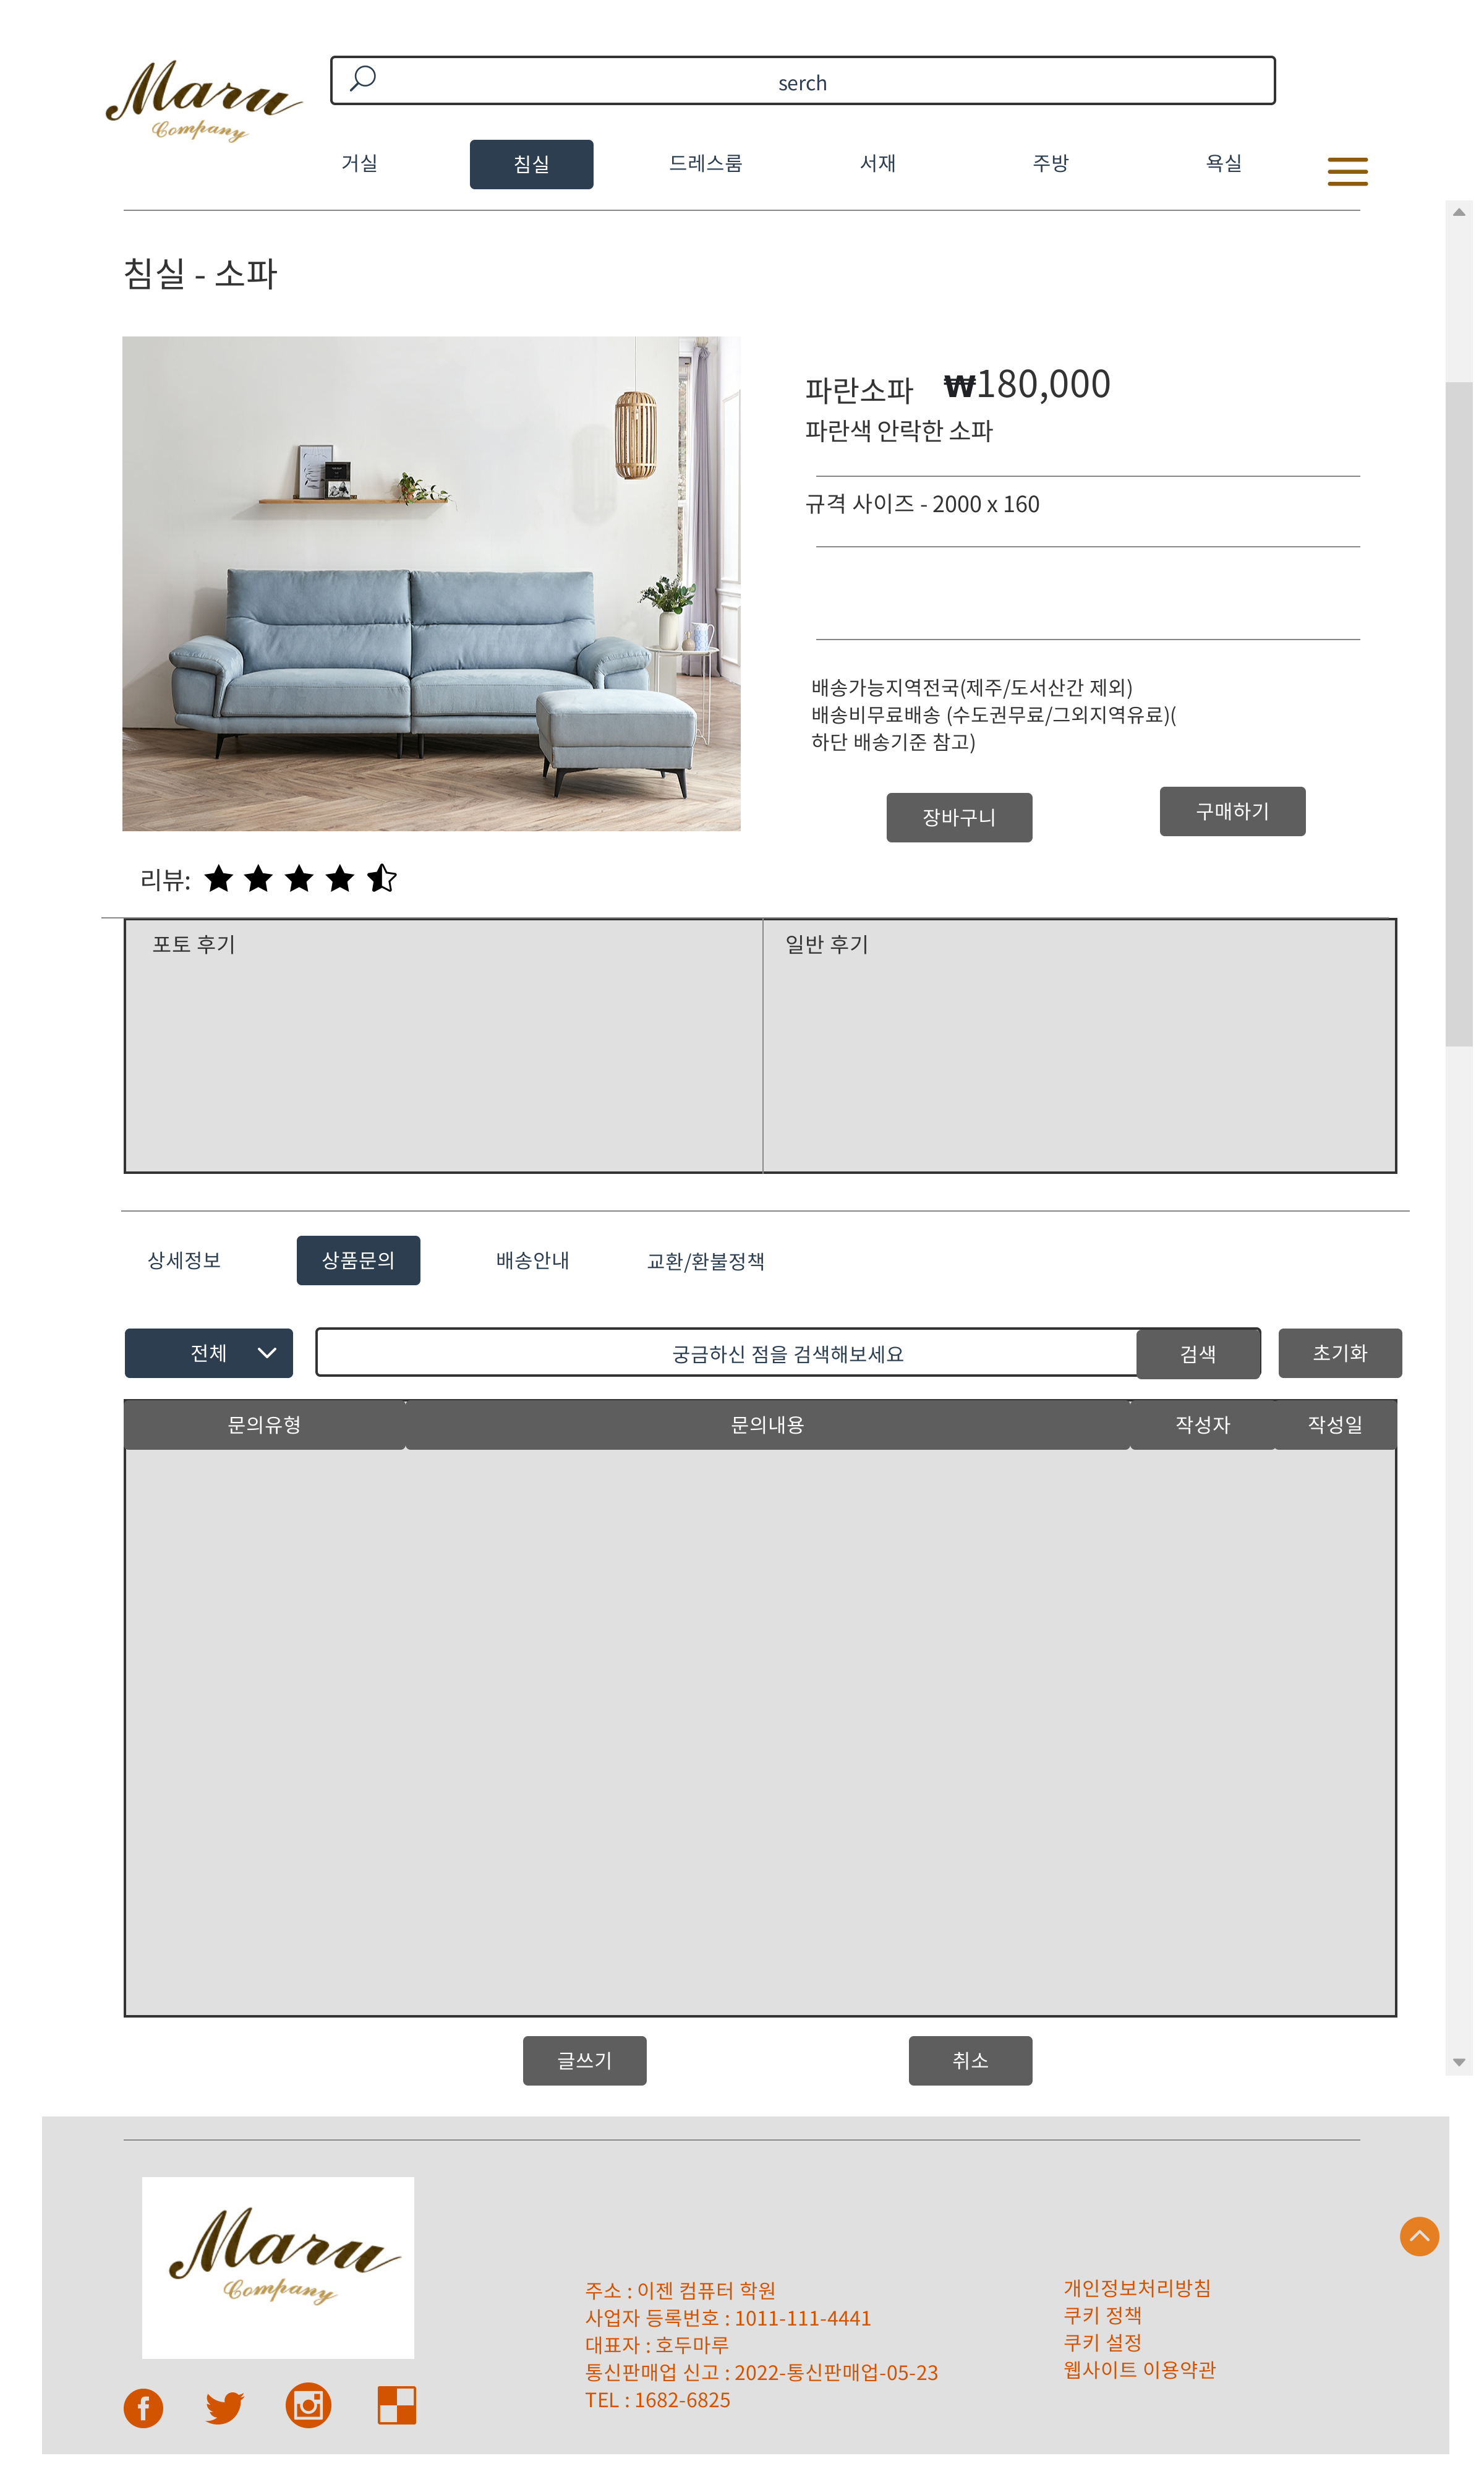 Maru
Company
serch
거실
침실
드레스룸
서재
주방
욕실
침실 - 소파
파란소파 ₩180,000
파란색 안락한 소파
규격 사이즈 - 2000 x 160
배송가능지역전국(제주/도서산간 제외)
배송비무료배송 (수도권무료/그외지역유료)(
하단 배송기준 참고)
장바구니
구매하기
리뷰:
포토 후기
일반 후기
상세정보
상품문의
배송안내
교환/환불정책
전체
궁금하신 점을 검색해보세요
검색
초기화
문의유형
문의내용
작성자
작성일
글쓰기
취소
Maru
Company
주소 : 이젠 컴퓨터 학원
사업자 등록번호 : 1011-111-4441
대표자 : 호두마루
통신판매업 신고 : 2022-통신판매업-05-23
TEL : 1682-6825
개인정보처리방침
쿠키 정책
쿠키 설정
웹사이트 이용약관